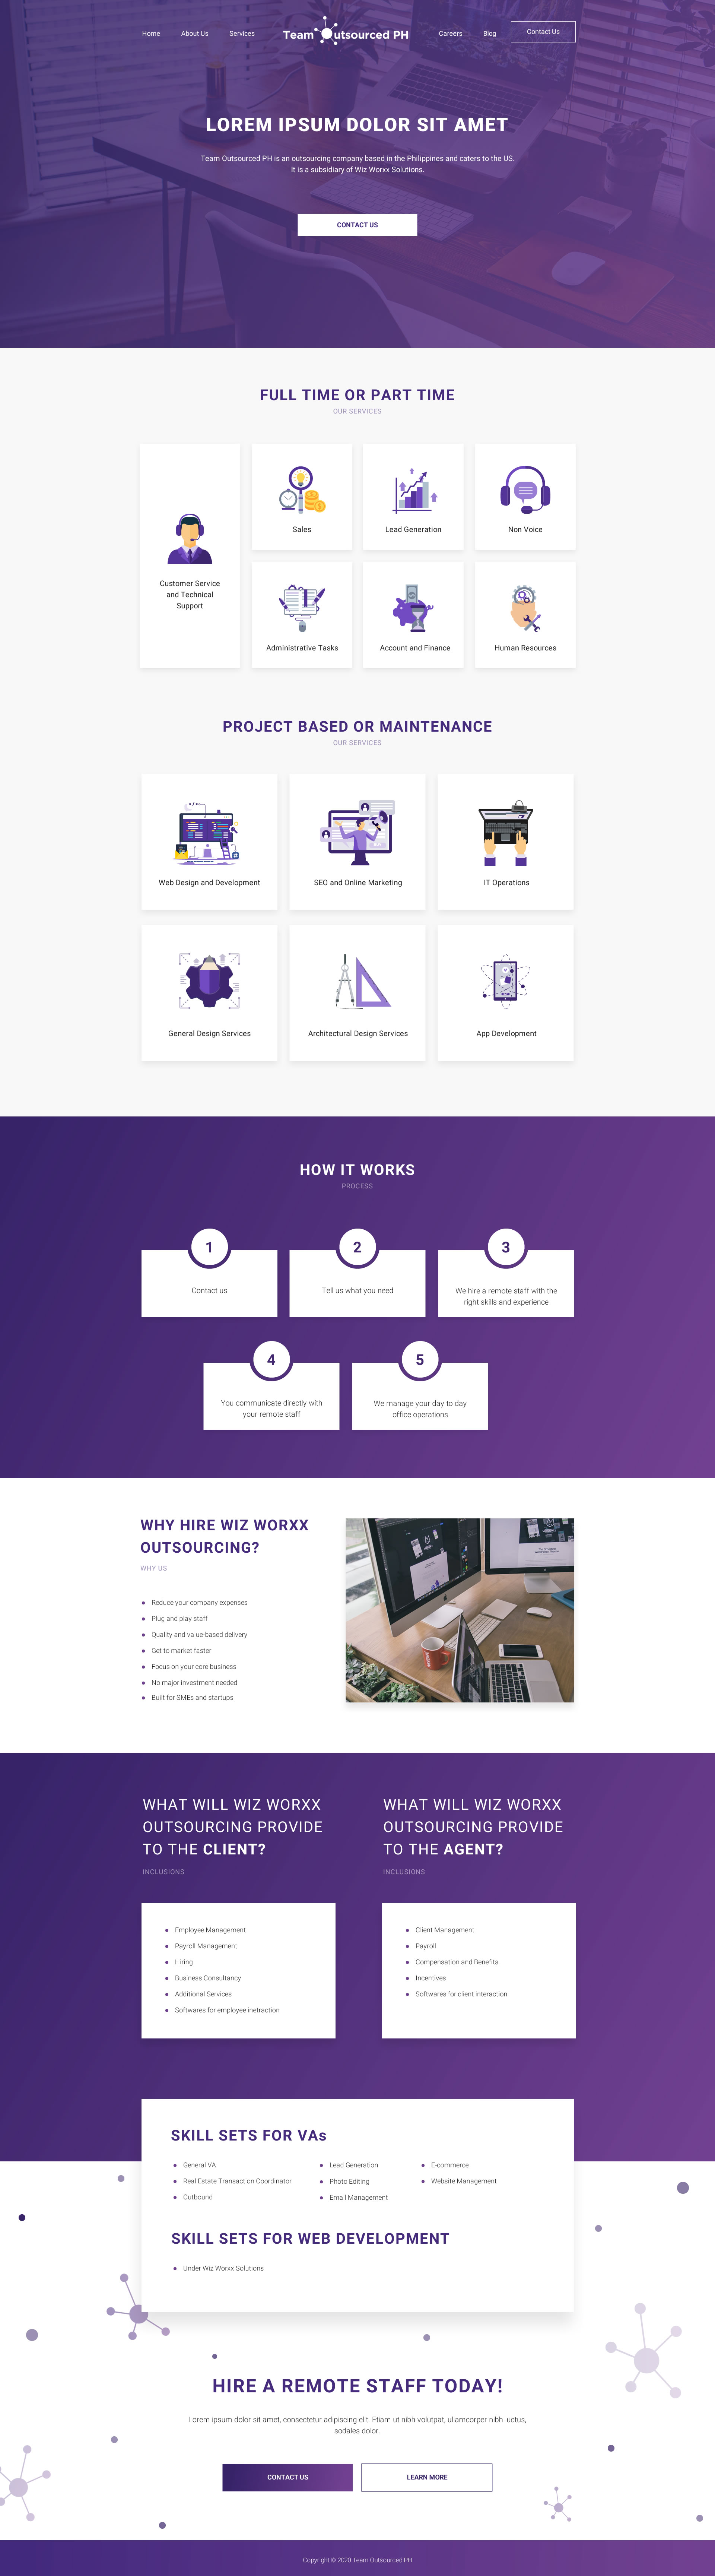 Home
About Us
Services
Team Outsourced PH
Careers
Blog
Contact Us
LOREM IPSUM DOLOR SIT AMET
Team Outsourced PH is an outsourcing company based in the Philippines and caters to the US.
It is a subsidiary of Wiz Worxx Solutions.
CONTACT US
FULL TIME OR PART TIME
OUR SERVICES
Customer Service
and Technical
Support
Sales
Lead Generation
Non Voice
Administrative Tasks
Account and Finance
Human Resources
PROJECT BASED OR MAINTENANCE
OUR SERVICES
Web Design and Development
SEO and Online Marketing
IT Operations
General Design Services
Architectural Design Services
App Development
HOW IT WORKS
PROCESS
1
Contact us
2
Tell us what you need
3
We hire a remote staff with the
right skills and experience
4
You communicate directly with
your remote staff
5
We manage your day to day
office operations
WHY HIRE WIZ WORXX
OUTSOURCING?
WHY US
Reduce your company expenses
Plug and play staff
Quality and value-based delivery
Get to market faster
Focus on your core business
No major investment needed
Built for SMEs and startups
WHAT WILL WIZ WORXX
OUTSOURCING PROVIDE
TO THE CLIENT?
INCLUSIONS
Employee Management
Payroll Management
Hiring
Business Consultancy
Additional Services
Softwares for employee inetraction
WHAT WILL WIZ WORXX
OUTSOURCING PROVIDE
TO THE AGENT?
INCLUSIONS
Client Management
Payroll
Compensation and Benefits
Incentives
Softwares for client interaction
SKILL SETS FOR VAs
General VA
Real Estate Transaction Coordinator
Outbound
Lead Generation
Photo Editing
Email Management
E-commerce
Website Management
SKILL SETS FOR WEB DEVELOPMENT
Under Wiz Worxx Solutions
HIRE A REMOTE STAFF TODAY!
Lorem ipsum dolor sit amet, consectetur adipiscing elit. Etiam ut nibh volutpat, ullamcorper nibh luctus,
sodales dolor.
CONTACT US
LEARN MORE
Copyright © 2020 Team Outsourced PH